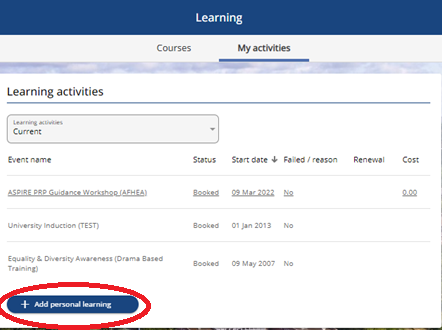 Learning
Courses My activities
Learning activities
Learning activities
Current
Event name Status Start date Failed / reason Renewal Cost
ASPIRE PRP Guidance Workshop (AFHEA) Booked 09 Mar 2022 No 0.00
University Induction (TEST) Booked 01 Jan 2013 No
Equality & Diversity Awareness (Drama Based Booked 09 May 2007 No
Training)
+ Add personal learning